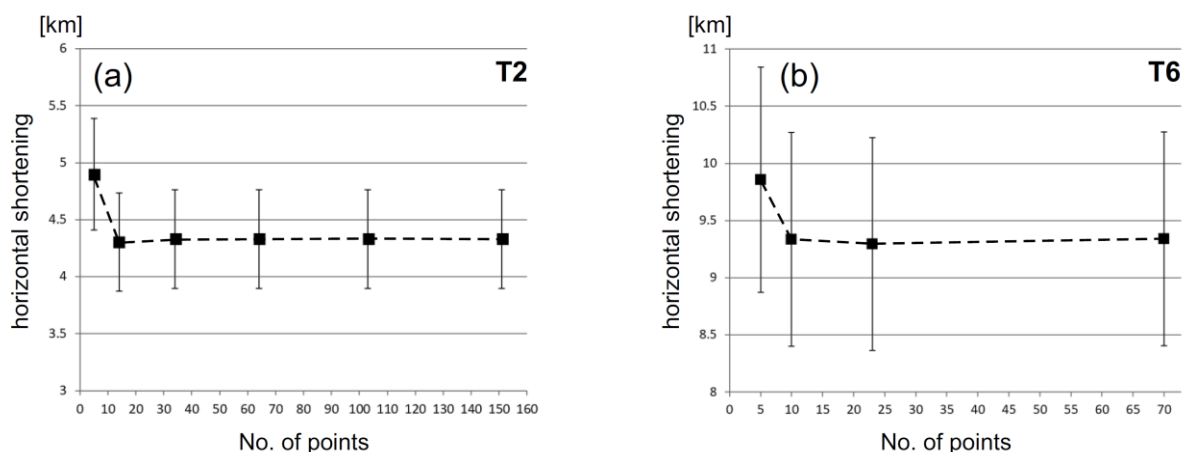 [km]
(a)
T2
horizontal shortening
6
5.5
5
4.5
4
3.5
3
0 10 20 30 40 50 60 70 80 90 100 110 120 130 140 150 160
No. of points
[km]
(b)
T6
horizontal shortening
11
10.5
10
9.5
9
8.5
8
0 5 10 15 20 25 30 35 40 45 50 55 60 65 70
No. of points